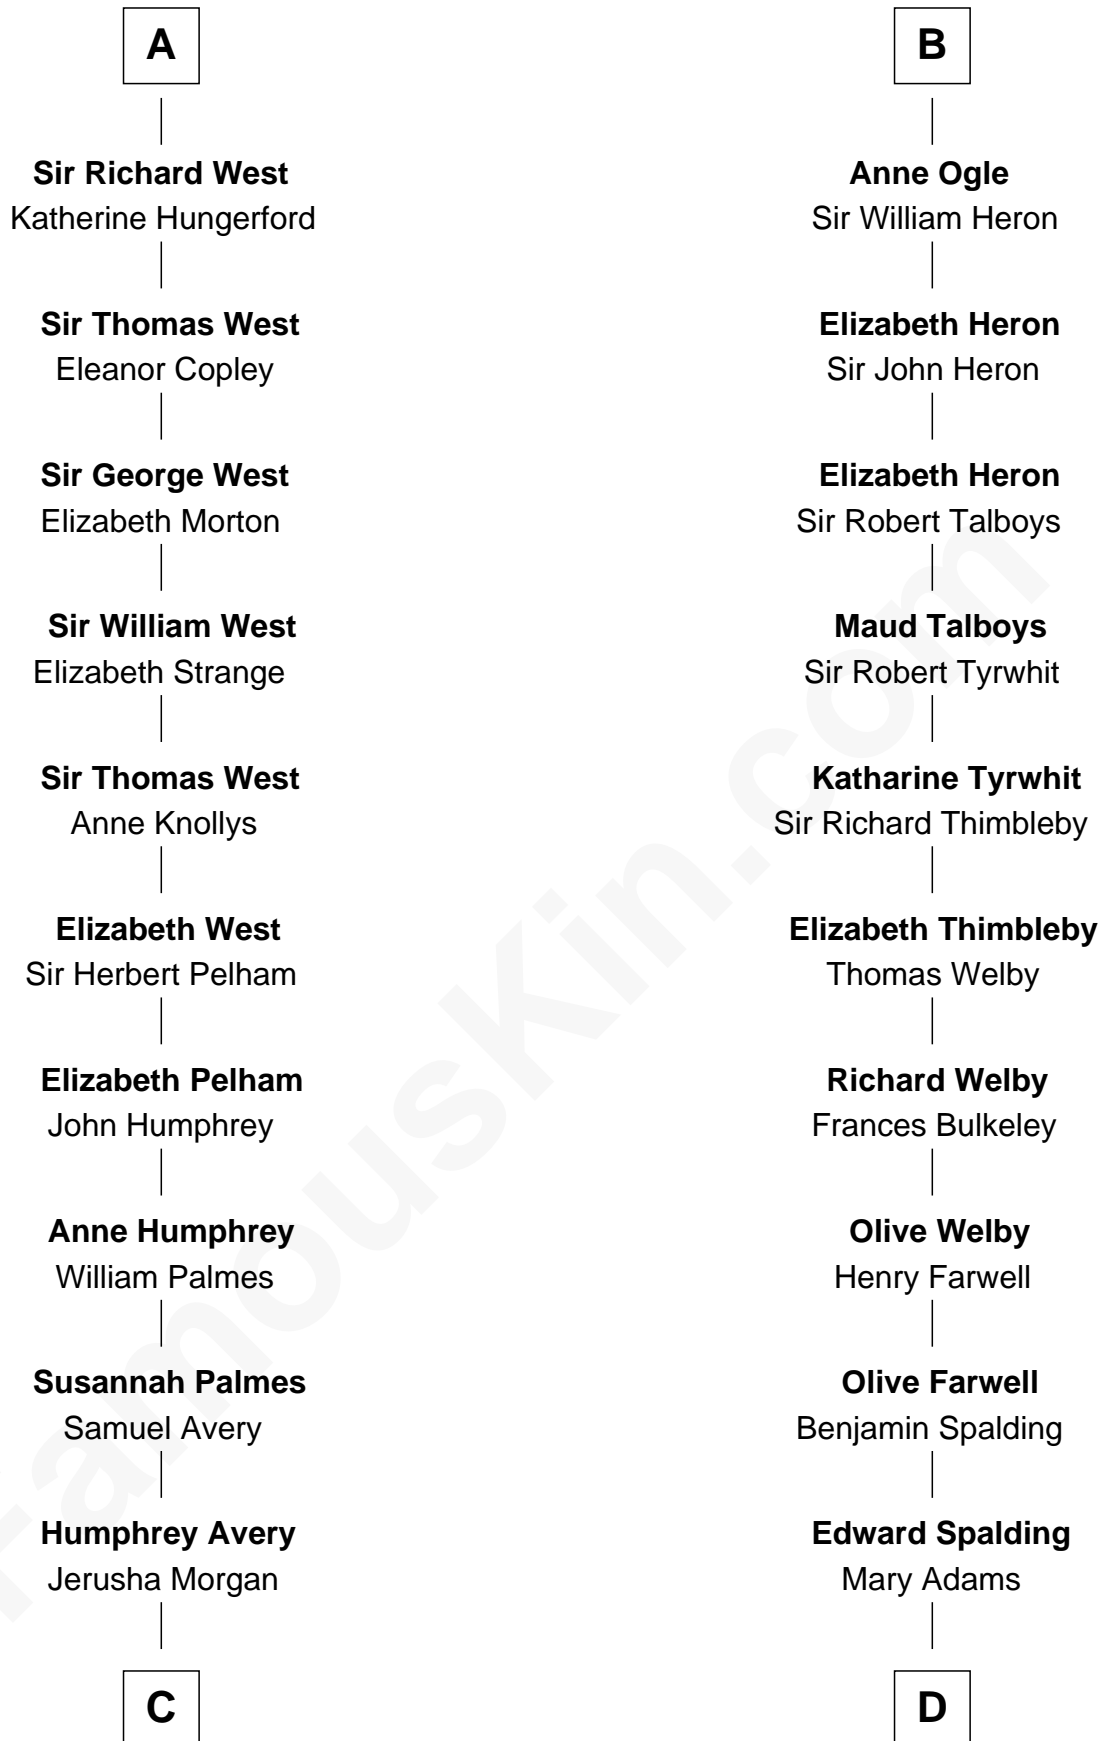 A
Sir Richard West
Katherine Hungerford
Sir Thomas West
Eleanor Copley
Sir George West
Elizabeth Morton
Sir William West
Elizabeth Strange
Sir Thomas West
Anne Knollys
Elizabeth West
Sir Herbert Pelham
Elizabeth Pelham
John Humphrey
Anne Humphrey
William Palmes
Susannah Palmes
Samuel Avery
Humphrey Avery
Jerusha Morgan
C
B
Anne Ogle
Sir William Heron
Elizabeth Heron
Sir John Heron
Elizabeth Heron
Sir Robert Talboys
Maud Talboys
Sir Robert Tyrwhit
Katharine Tyrwhit
Sir Richard Thimbleby
Elizabeth Thimbleby
Thomas Welby
Richard Welby
Frances Bulkeley
Olive Welby
Henry Farwell
Olive Farwell
Benjamin Spalding
Edward Spalding
Mary Adams
D
FamousKin.com